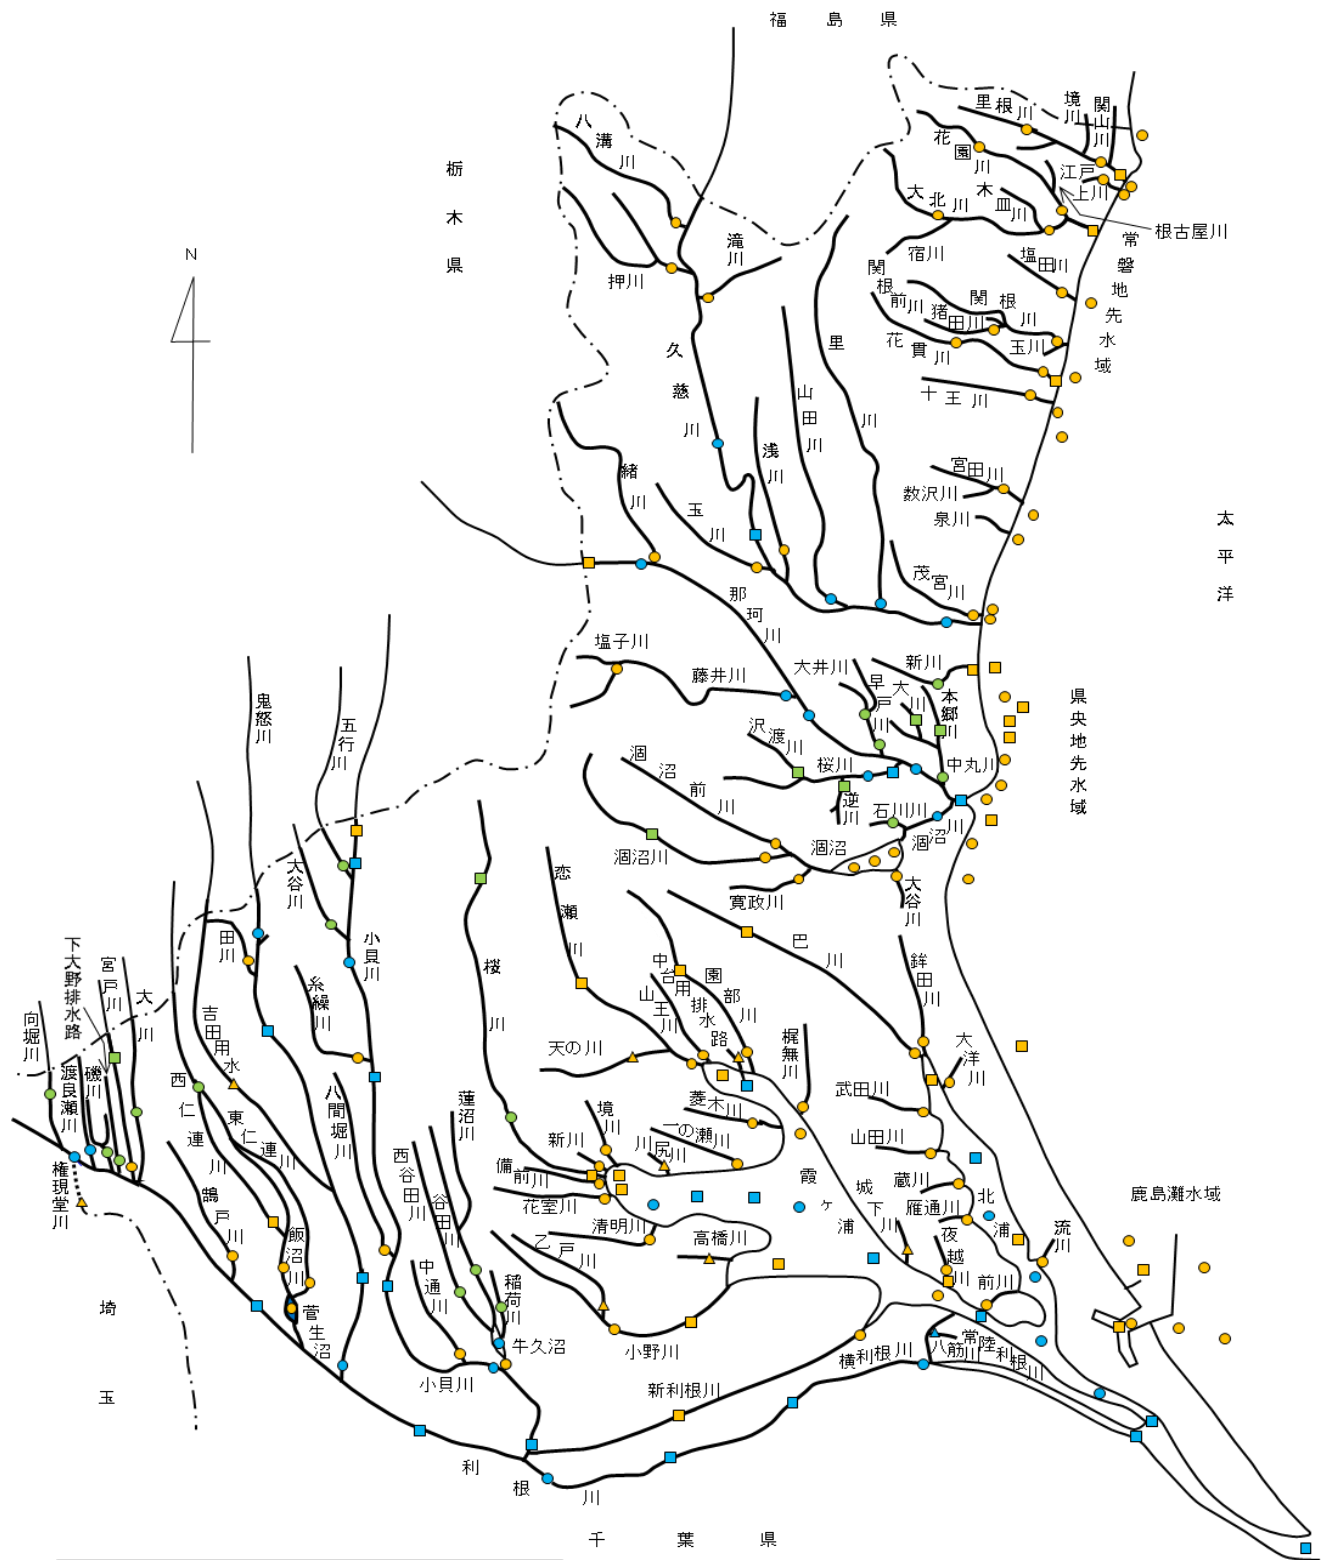 福島県
栃木県
N
八溝川
押川
滝川
久慈川
里川
山田川
浅川
緒川
玉川
里根川
境川
関山川
花園川
江戸上川
大北川
木皿川
根古屋川
宿川
塩田川
常磐地先水域
関根前川
関根川
猪田川
花貫川
玉川
十王川
宮田川
数沢川
泉川
茂宮川
太平洋
那珂川
塩子川
藤井川
大井川
新川
早戸川
大川
本郷川
沢渡川
桜川
中丸川
逆川
石川川
県央地先水域
涸沼前川
涸沼川
涸沼
涸沼川
寛政川
大谷川
鬼怒川
五行川
大谷川
小貝川
田川
糸繰川
桜川
恋瀬川
巴川
鉾田川
大洋川
中台用排水路
園部川
山王川
天の川
梶無川
武田川
山田川
菱木川
一の瀬川
川尻川
境川
新川
備前川
花室川
清明川
高橋川
乙戸川
小野川
霞ヶ浦
城下川
蔵川
雁通川
北浦
夜越川
前川
流川
鹿島灘水域
下大野排水路
宮戸川
大川
向堀川
渡良瀬川
磯川
権現堂川
吉田用水
西仁連川
東仁連川
鵠戸川
飯沼川
菅生沼
八間堀川
蓮沼川
西谷田川
谷田川
中通川
稲荷川
牛久沼
小貝川
新利根川
横利根川
八筋川
常陸利根川
利根川
埼玉
千葉県